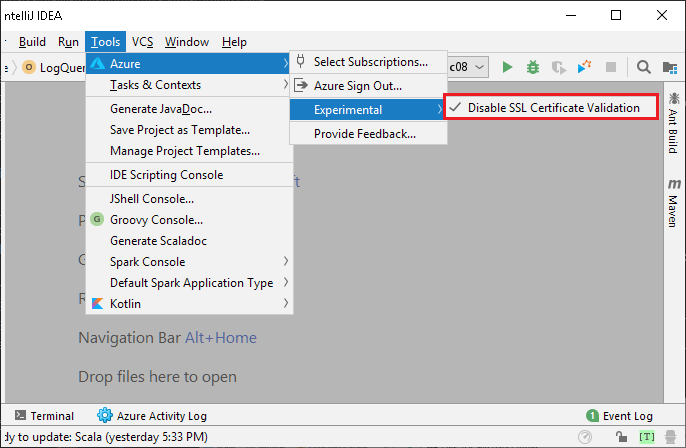 ntelliJ IDEA
Build Run Tools VCS Window Help
LogQuer
c08
Azure
Tasks & Contexts
Generate JavaDoc...
Save Project as Template...
Manage Project Templates...
IDE Scripting Console
JShell Console...
G Groovy Console...
Generate Scaladoc
Spark Console
Default Spark Application Type
Kotlin
Select Subscriptions...
Azure Sign Out...
Experimental
Provide Feedback...
Disable SSL Certificate Validation
Ant Build
m Maven
S
ft
P
G
R
Navigation Bar Alt+Home
Drop files here to open
Terminal Azure Activity Log 1 Event Log
dy to update: Scala (yesterday 5:33 PM) [T]